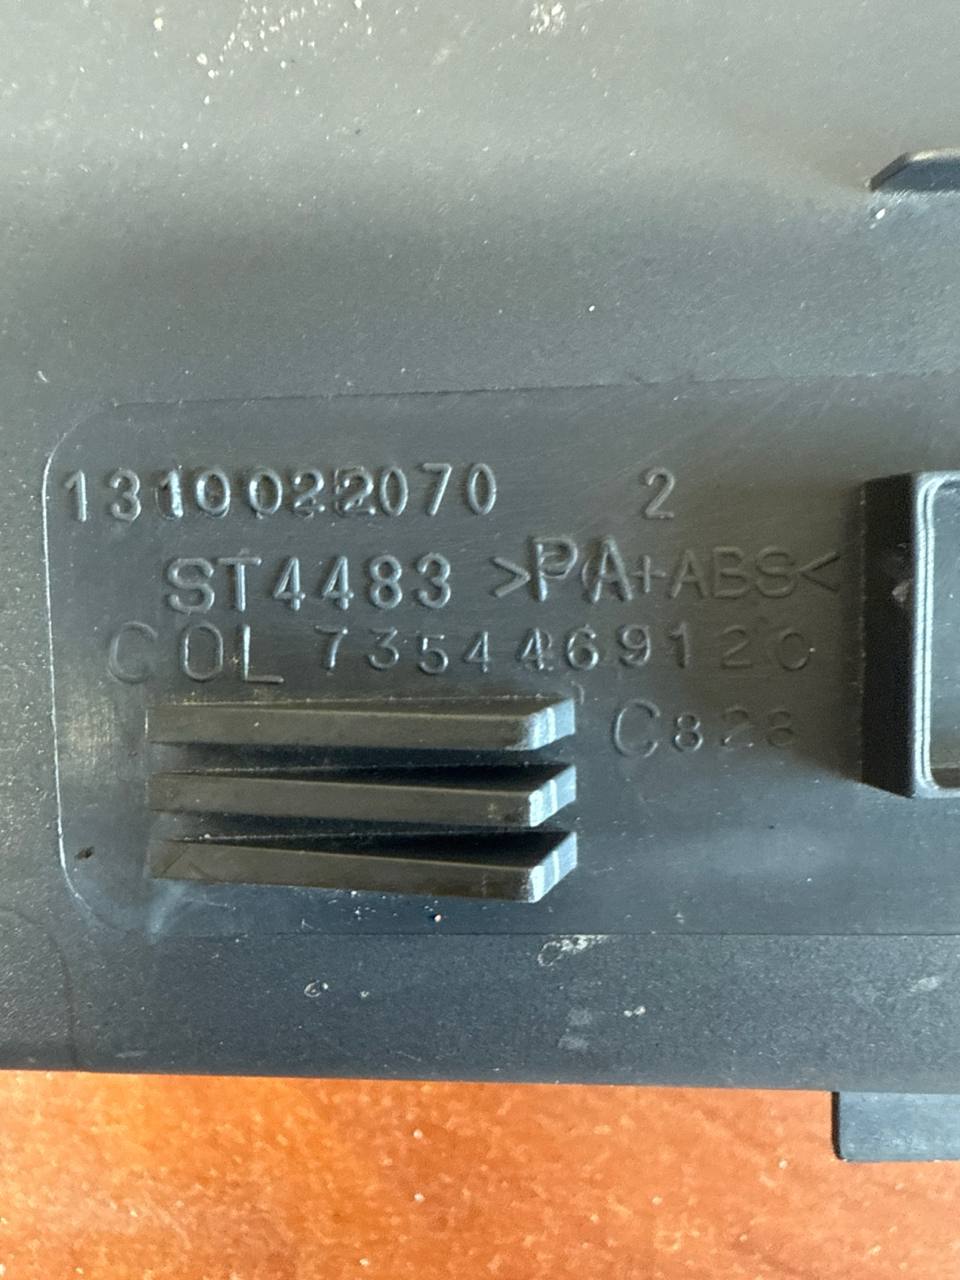 1310022070 2
ST4483 >PA+ABS<
COL 735446912C
C828